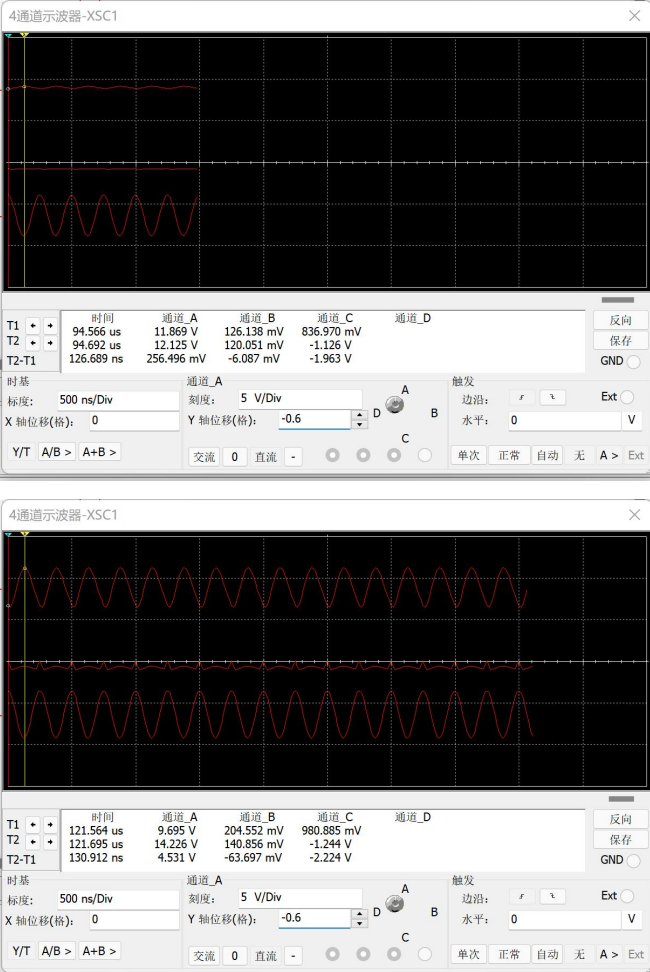 4通道示波器-XSC1
时间 通道_A 通道_B 通道_C 通道_D
T1 94.566 us 11.869 V 126.138 mV 836.970 mV
T2 94.692 us 12.125 V 120.051 mV -1.126 V
T2-T1 126.689 ns 256.496 mV -6.087 mV -1.963 V
反向
保存
GND
时基
标度: 500 ns/Div
X 轴位移(格): 0
Y/T A/B > A+B >
通道_A
刻度: 5 V/Div
Y 轴位移(格): -0.6
交流 0 直流 -
A
D B
C
触发
边沿: Ext
水平: 0 V
单次 正常 自动 无 A > Ext
4通道示波器-XSC1
时间 通道_A 通道_B 通道_C 通道_D
T1 121.564 us 9.695 V 204.552 mV 980.885 mV
T2 121.695 us 14.226 V 140.856 mV -1.244 V
T2-T1 130.912 ns 4.531 V -63.697 mV -2.224 V
反向
保存
GND
时基
标度: 500 ns/Div
X 轴位移(格): 0
Y/T A/B > A+B >
通道_A
刻度: 5 V/Div
Y 轴位移(格): -0.6
交流 0 直流 -
A
D B
C
触发
边沿: Ext
水平: 0 V
单次 正常 自动 无 A > Ext